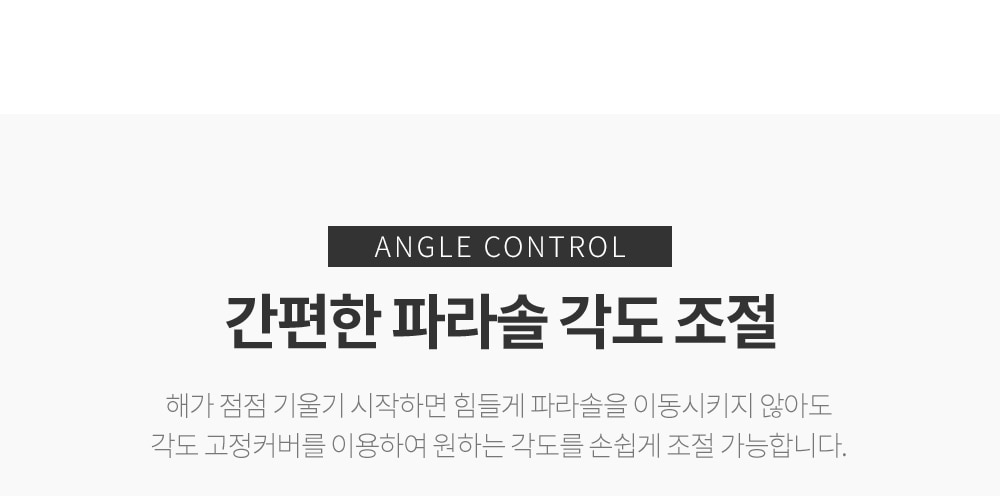 ANGLE CONTROL
간편한 파라솔 각도 조절
해가 점점 기울기 시작하면 힘들게 파라솔을 이동시키지 않아도
각도 고정커버를 이용하여 원하는 각도를 손쉽게 조절 가능합니다.